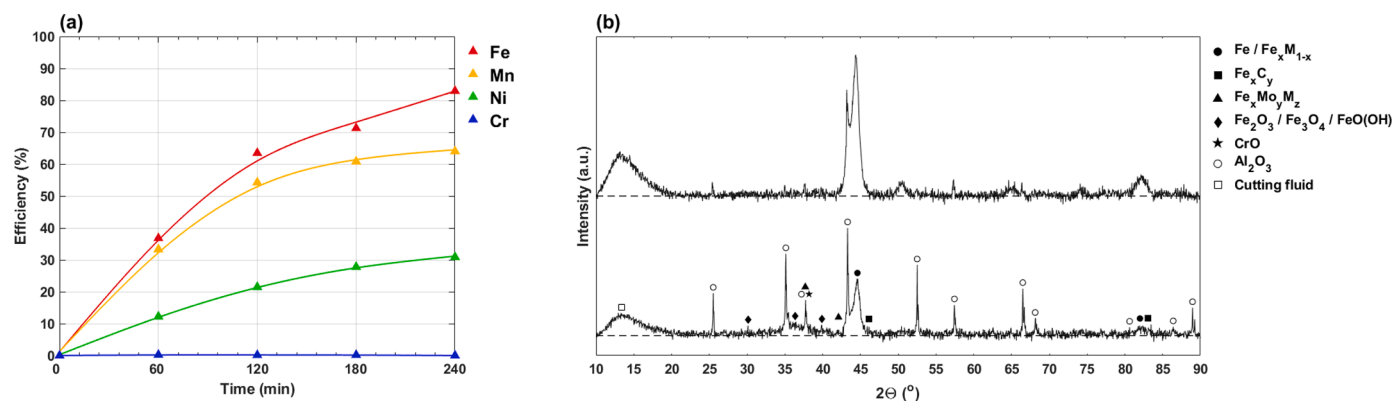 (a)
100
90
80
70
60
50
40
30
20
10
0
Efficiency (%)
0 60 120 180 240
Time (min)
Fe
Mn
Ni
Cr
(b)
Intensity (a.u.)
10 15 20 25 30 35 40 45 50 55 60 65 70 75 80 85 90
2Θ (°)
Fe / FeₓM₁₋ₓ
FeₓCᵧ
FeₓMoᵧM_z
Fe₂O₃ / Fe₃O₄ / FeO(OH)
CrO
Al₂O₃
Cutting fluid